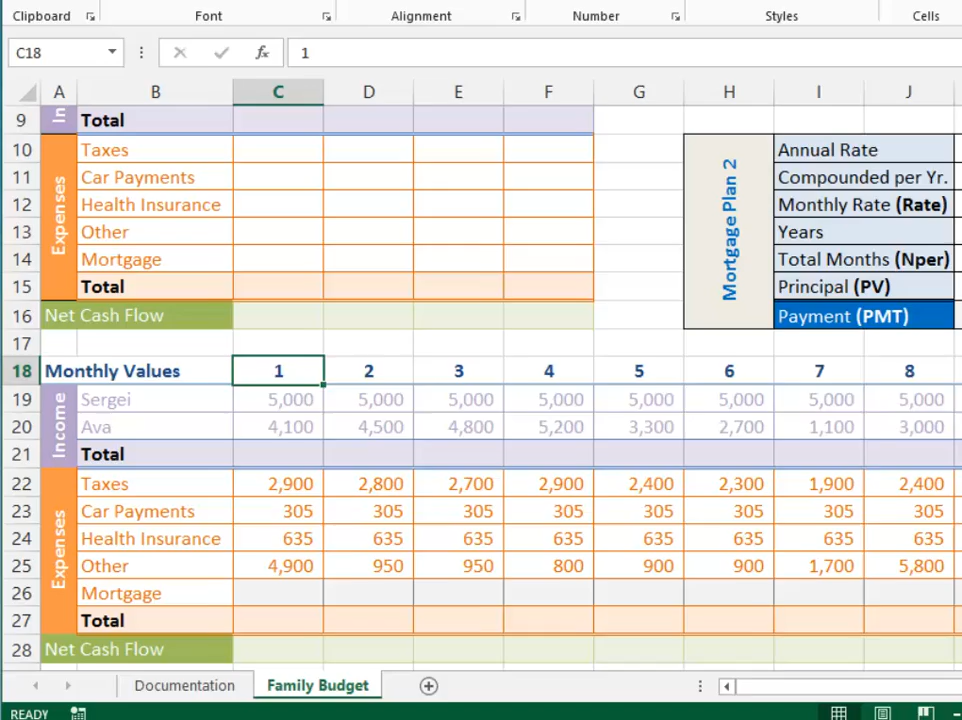 Clipboard Font Alignment Number Styles Cells
C18 fx 1
A B C D E F G H I J
9 In Total
10 Taxes Annual Rate
11 Car Payments Compounded per Yr.
12 Expenses Health Insurance Mortgage Plan 2 Monthly Rate (Rate)
13 Other Years
14 Mortgage Total Months (Nper)
15 Total Principal (PV)
16 Net Cash Flow Payment (PMT)
17
18 Monthly Values 1 2 3 4 5 6 7 8
19 Sergei 5,000 5,000 5,000 5,000 5,000 5,000 5,000 5,000
20 Income Ava 4,100 4,500 4,800 5,200 3,300 2,700 1,100 3,000
21 Total
22 Taxes 2,900 2,800 2,700 2,900 2,400 2,300 1,900 2,400
23 Car Payments 305 305 305 305 305 305 305 305
24 Expenses Health Insurance 635 635 635 635 635 635 635 635
25 Other 4,900 950 950 800 900 900 1,700 5,800
26 Mortgage
27 Total
28 Net Cash Flow
Documentation Family Budget
READY